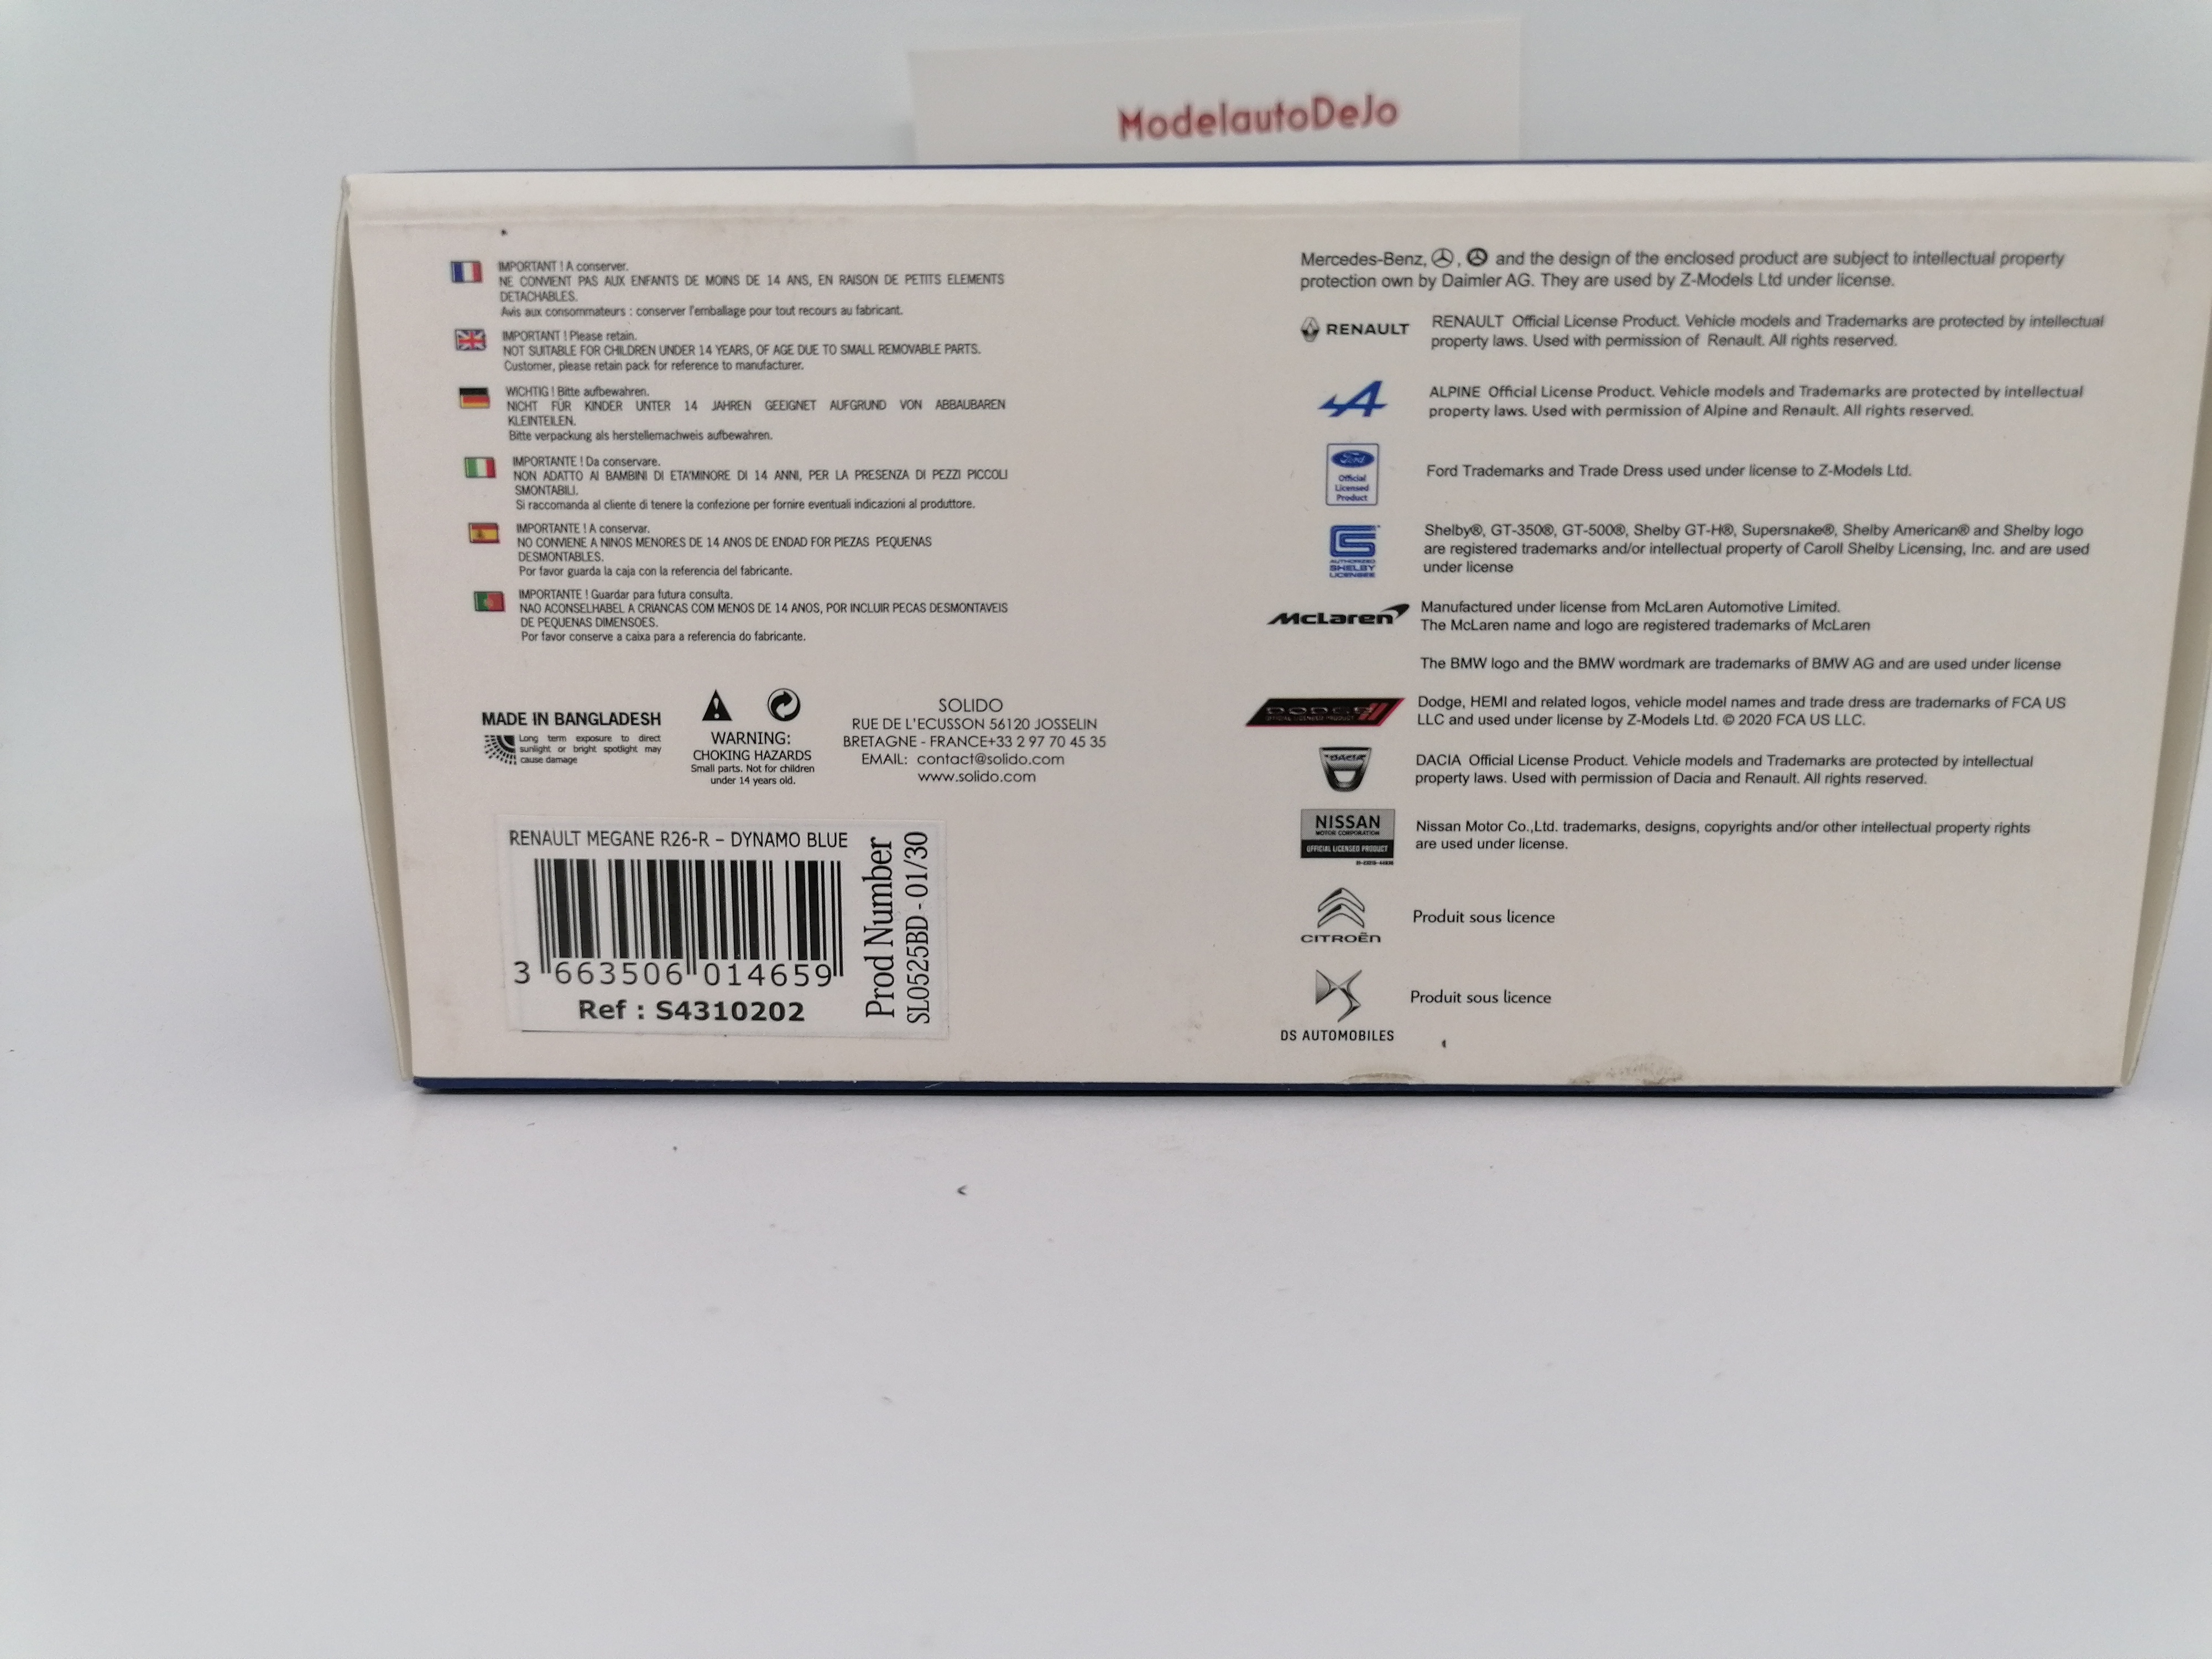 ModelautoDeJo
IMPORTANT ! A conserver.
NE CONVIENT PAS AUX ENFANTS DE MOINS DE 14 ANS, EN RAISON DE PETITS ELEMENTS
DETACHABLES.
Avis aux consommateurs : conserver l'emballage pour tout recours au fabricant.
IMPORTANT ! Please retain.
NOT SUITABLE FOR CHILDREN UNDER 14 YEARS, OF AGE DUE TO SMALL REMOVABLE PARTS.
Customer, please retain pack for reference to manufacturer.
WICHTIG ! Bitte aufbewahren.
NICHT FÜR KINDER UNTER 14 JAHREN GEEIGNET AUFGRUND VON ABBAUBAREN
KLEINTEILEN.
Bitte verpackung als herstellernachweis aufbewahren.
IMPORTANTE ! Da conservare.
NON ADATTO AI BAMBINI DI ETA'MINORE DI 14 ANNI, PER LA PRESENZA DI PEZZI PICCOLI
SMONTABILI.
Si raccomanda al cliente di tenere la confezione per fornire eventuali indicazioni al produttore.
IMPORTANTE ! A conservar.
NO CONVIENE A NINOS MENORES DE 14 ANOS DE ENDAD FOR PIEZAS PEQUENAS
DESMONTABLES.
Por favor guarda la caja con la referencia del fabricante.
IMPORTANTE ! Guardar para futura consulta.
NAO ACONSELHABEL A CRIANCAS COM MENOS DE 14 ANOS, POR INCLUIR PECAS DESMONTAVEIS
DE PEQUENAS DIMENSOES.
Por favor conserve a caixa para a referencia do fabricante.
MADE IN BANGLADESH
Long term exposure to direct
sunlight or bright spotlight may
cause damage
WARNING:
CHOKING HAZARDS
Small parts. Not for children
under 14 years old.
SOLIDO
RUE DE L'ECUSSON 56120 JOSSELIN
BRETAGNE - FRANCE+33 2 97 70 45 35
EMAIL: contact@solido.com
www.solido.com
RENAULT MEGANE R26-R – DYNAMO BLUE
3 663506 014659
Ref : S4310202
Prod Number
SL0525BD - 01/30
Mercedes-Benz, , and the design of the enclosed product are subject to intellectual property
protection own by Daimler AG. They are used by Z-Models Ltd under license.
RENAULT
RENAULT Official License Product. Vehicle models and Trademarks are protected by intellectual
property laws. Used with permission of Renault. All rights reserved.
ALPINE Official License Product. Vehicle models and Trademarks are protected by intellectual
property laws. Used with permission of Alpine and Renault. All rights reserved.
Ford
Official
Licensed
Product
Ford Trademarks and Trade Dress used under license to Z-Models Ltd.
AUTHORIZED
SHELBY
LICENSEE
Shelby®, GT-350®, GT-500®, Shelby GT-H®, Supersnake®, Shelby American® and Shelby logo
are registered trademarks and/or intellectual property of Caroll Shelby Licensing, Inc. and are used
under license
McLaren
Manufactured under license from McLaren Automotive Limited.
The McLaren name and logo are registered trademarks of McLaren
The BMW logo and the BMW wordmark are trademarks of BMW AG and are used under license
DODGE
OFFICIAL LICENSED PRODUCT
Dodge, HEMI and related logos, vehicle model names and trade dress are trademarks of FCA US
LLC and used under license by Z-Models Ltd. © 2020 FCA US LLC.
DACIA
DACIA Official License Product. Vehicle models and Trademarks are protected by intellectual
property laws. Used with permission of Dacia and Renault. All rights reserved.
NISSAN
MOTOR CORPORATION
OFFICIAL LICENSED PRODUCT
Nissan Motor Co.,Ltd. trademarks, designs, copyrights and/or other intellectual property rights
are used under license.
CITROËN
Produit sous licence
DS AUTOMOBILES
Produit sous licence